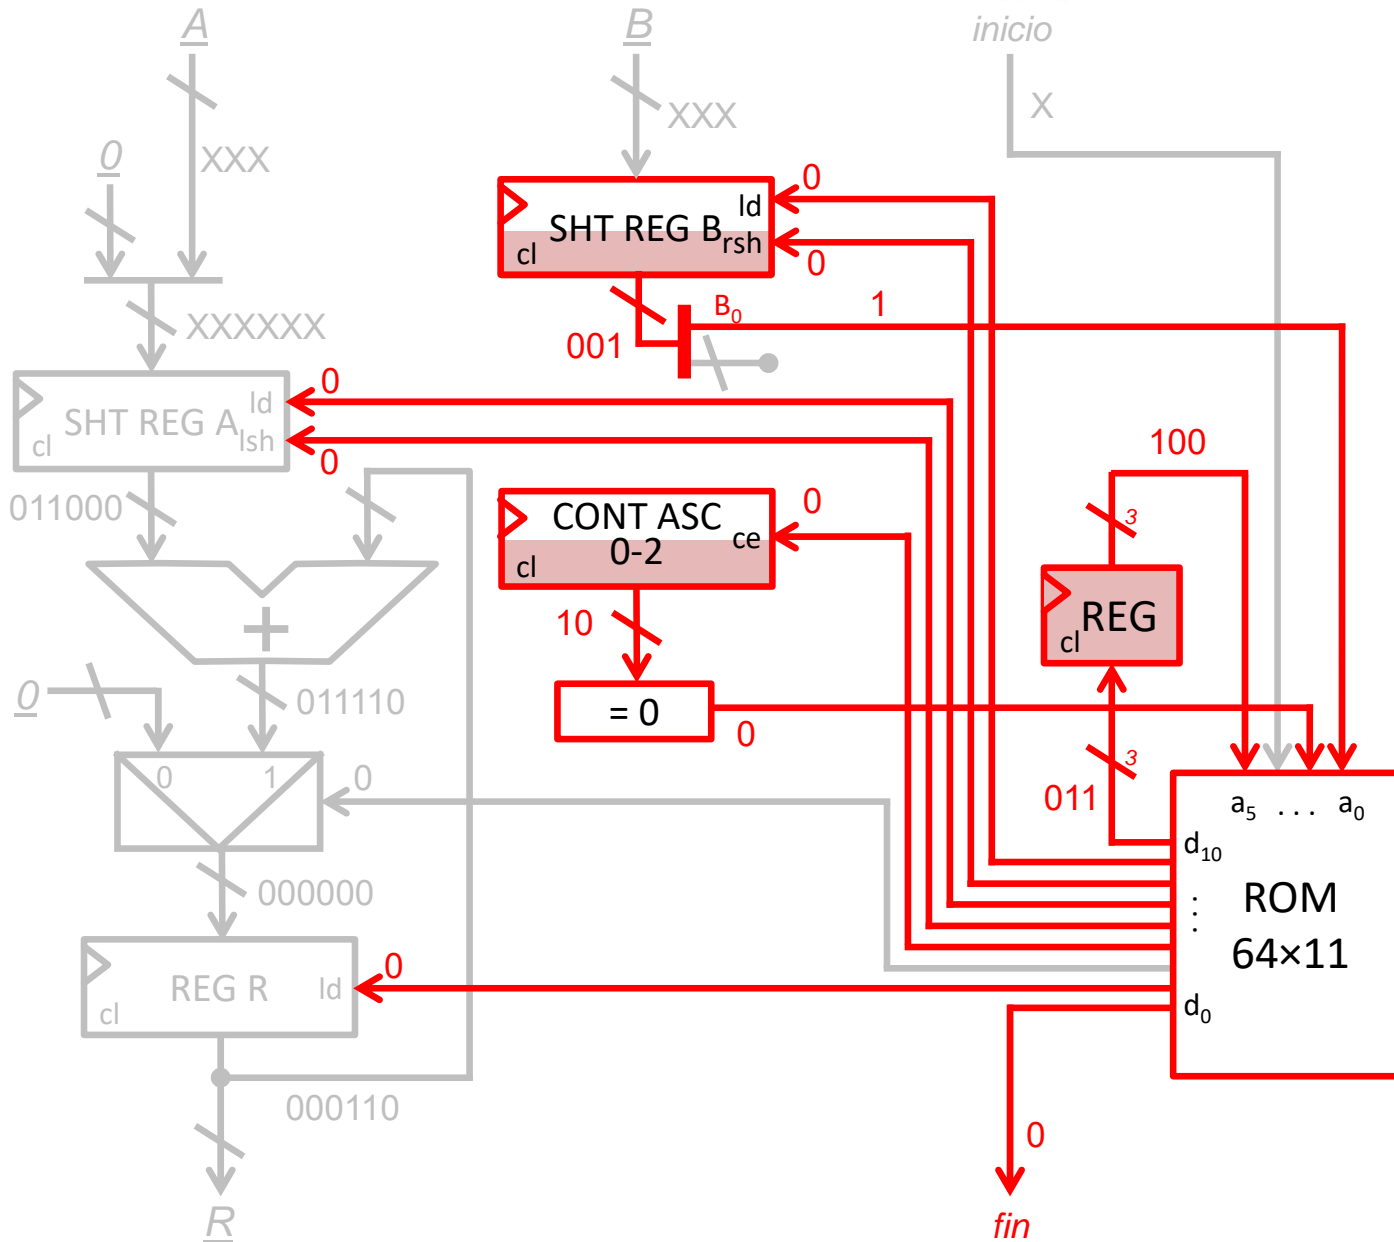 A
B
inicio
X
XXX
0
XXX
0
ld
SHT REG B
rsh
cl
0
B0
1
001
XXXXXX
0
ld
SHT REG A
lsh
cl
0
100
011000
CONT ASC
0-2
ce
cl
0
3
REG
cl
10
+
0
011110
= 0
0
3
011
0
1
0
a5 . . . a0
d10
000000
ROM
64×11
REG R
ld
cl
0
d0
000110
0
R
fin